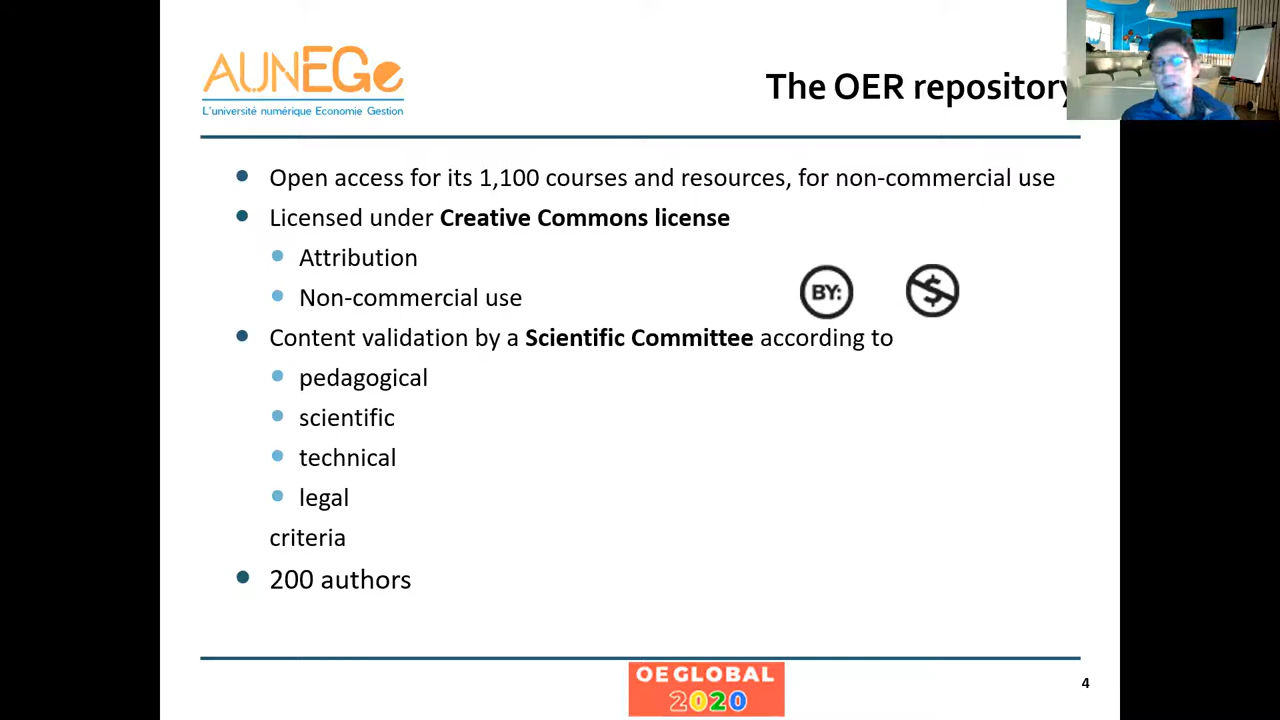 AUNEGe
L'université numérique Economie Gestion
The OER repository
Open access for its 1,100 courses and resources, for non-commercial use
Licensed under Creative Commons license
Attribution
Non-commercial use
BY: $
Content validation by a Scientific Committee according to
pedagogical
scientific
technical
legal
criteria
200 authors
OEGLOBAL
2020
4